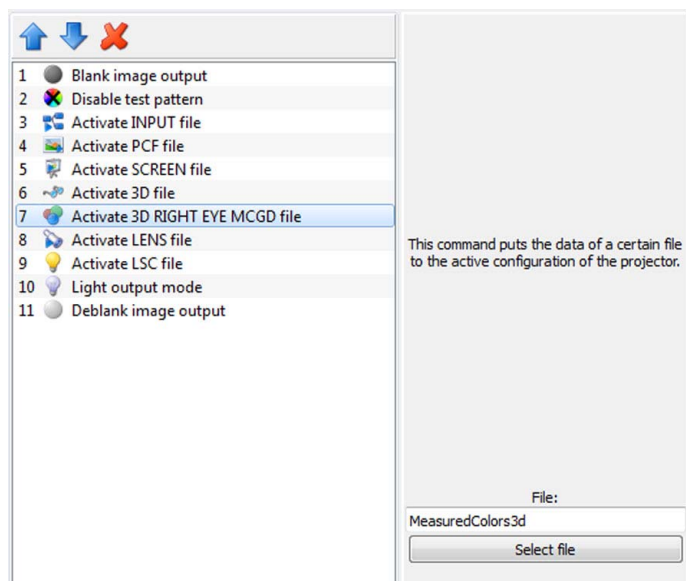 1 Blank image output
2 Disable test pattern
3 Activate INPUT file
4 Activate PCF file
5 Activate SCREEN file
6 Activate 3D file
7 Activate 3D RIGHT EYE MCGD file
8 Activate LENS file
9 Activate LSC file
10 Light output mode
11 Deblank image output
This command puts the data of a certain file
to the active configuration of the projector.
File:
MeasuredColors3d
Select file